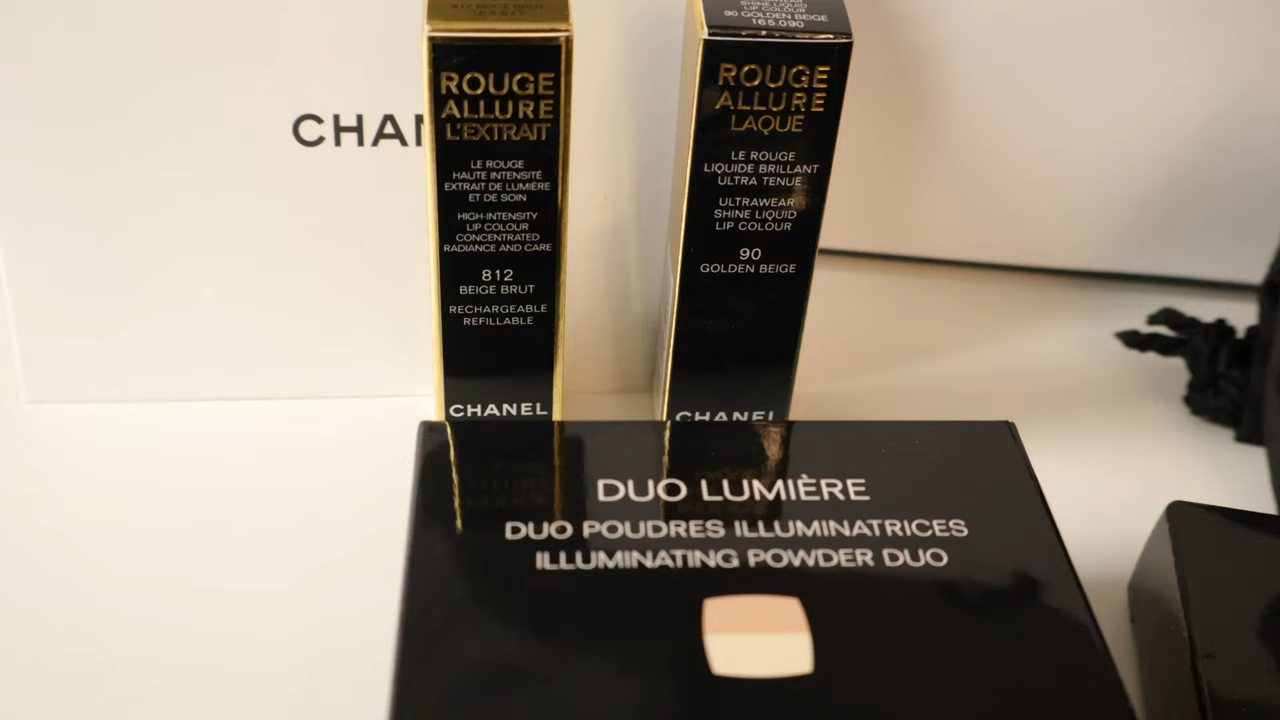 CHAN
812 BEIGE BRUT
ROUGE
ALLURE
L'EXTRAIT
LE ROUGE
HAUTE INTENSITÉ
EXTRAIT DE LUMIÈRE
ET DE SOIN
HIGH-INTENSITY
LIP COLOUR
CONCENTRATED
RADIANCE AND CARE
812
BEIGE BRUT
RECHARGEABLE
REFILLABLE
CHANEL
SHINE LIQUID
LIP COLOUR
90 GOLDEN BEIGE
165.090
ROUGE
ALLURE
LAQUE
LE ROUGE
LIQUIDE BRILLANT
ULTRA TENUE
ULTRAWEAR
SHINE LIQUID
LIP COLOUR
90
GOLDEN BEIGE
CHANEL
DUO LUMIÈRE
DUO POUDRES ILLUMINATRICES
ILLUMINATING POWDER DUO